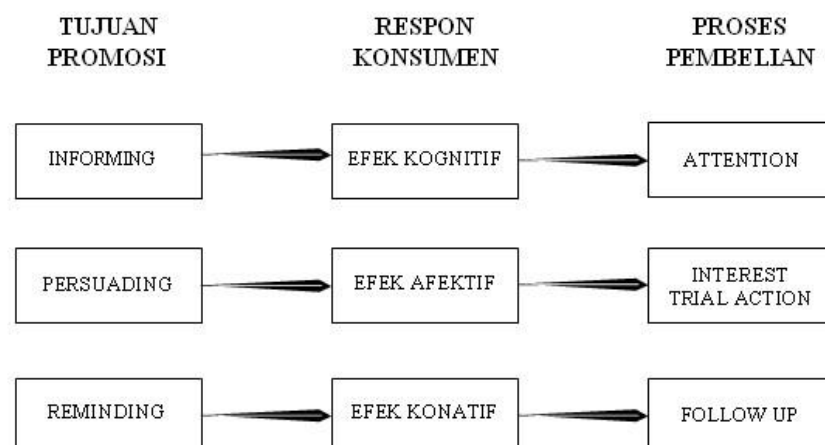 TUJUAN
PROMOSI
RESPON
KONSUMEN
PROSES
PEMBELIAN
INFORMING
EFEK KOGNITIF
ATTENTION
PERSUADING
EFEK AFEKTIF
INTEREST
TRIAL ACTION
REMINDING
EFEK KONATIF
FOLLOW UP